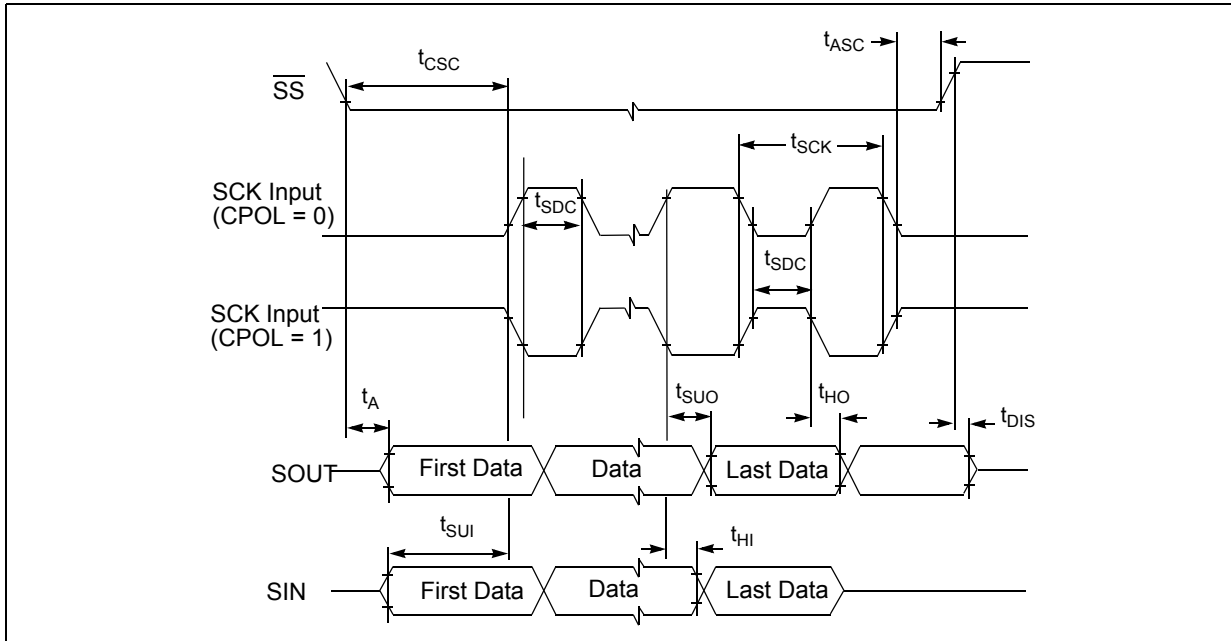 tASC
tCSC
SS
tSCK
SCK Input
(CPOL = 0)
tSDC
tSDC
SCK Input
(CPOL = 1)
tA
tSUO
tHO
tDIS
SOUT
First Data
Data
Last Data
tSUI
tHI
SIN
First Data
Data
Last Data